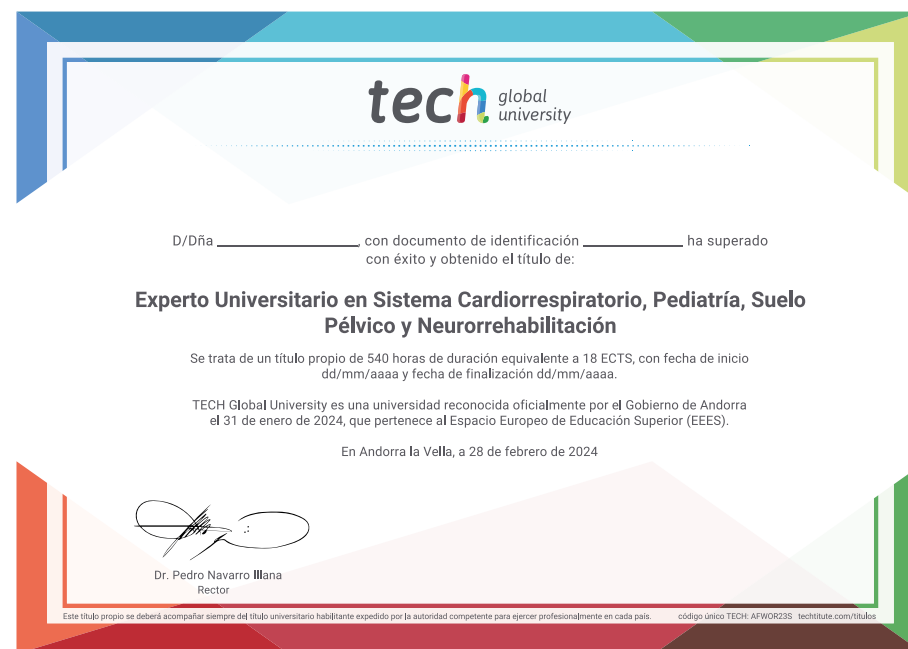 tech global
university
D/Dña ____________________, con documento de identificación ______________ ha superado
con éxito y obtenido el título de:
Experto Universitario en Sistema Cardiorrespiratorio, Pediatría, Suelo
Pélvico y Neurorrehabilitación
Se trata de un título propio de 540 horas de duración equivalente a 18 ECTS, con fecha de inicio
dd/mm/aaaa y fecha de finalización dd/mm/aaaa.
TECH Global University es una universidad reconocida oficialmente por el Gobierno de Andorra
el 31 de enero de 2024, que pertenece al Espacio Europeo de Educación Superior (EEES).
En Andorra la Vella, a 28 de febrero de 2024
Dr. Pedro Navarro Illana
Rector
Este título propio se deberá acompañar siempre del título universitario habilitante expedido por la autoridad competente para ejercer profesionalmente en cada país. código único TECH: AFWOR23S techtitute.com/titulos